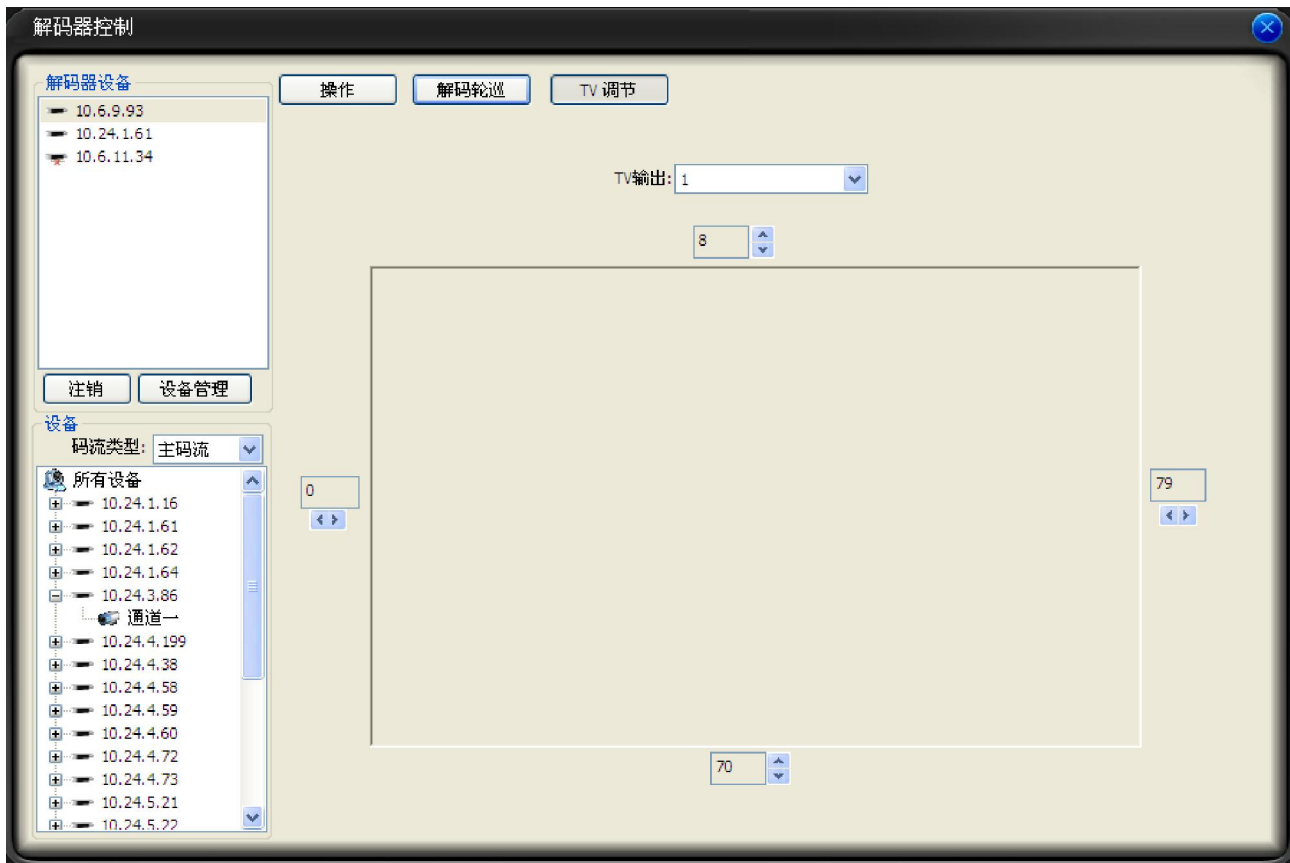 解码器控制
解码器设备
10.6.9.93
10.24.1.61
10.6.11.34
注销
设备管理
操作
解码轮巡
TV 调节
TV输出: 1
8
0
79
70
设备
码流类型: 主码流
所有设备
10.24.1.16
10.24.1.61
10.24.1.62
10.24.1.64
10.24.3.86
通道一
10.24.4.199
10.24.4.38
10.24.4.58
10.24.4.59
10.24.4.60
10.24.4.72
10.24.4.73
10.24.5.21
10.24.5.22